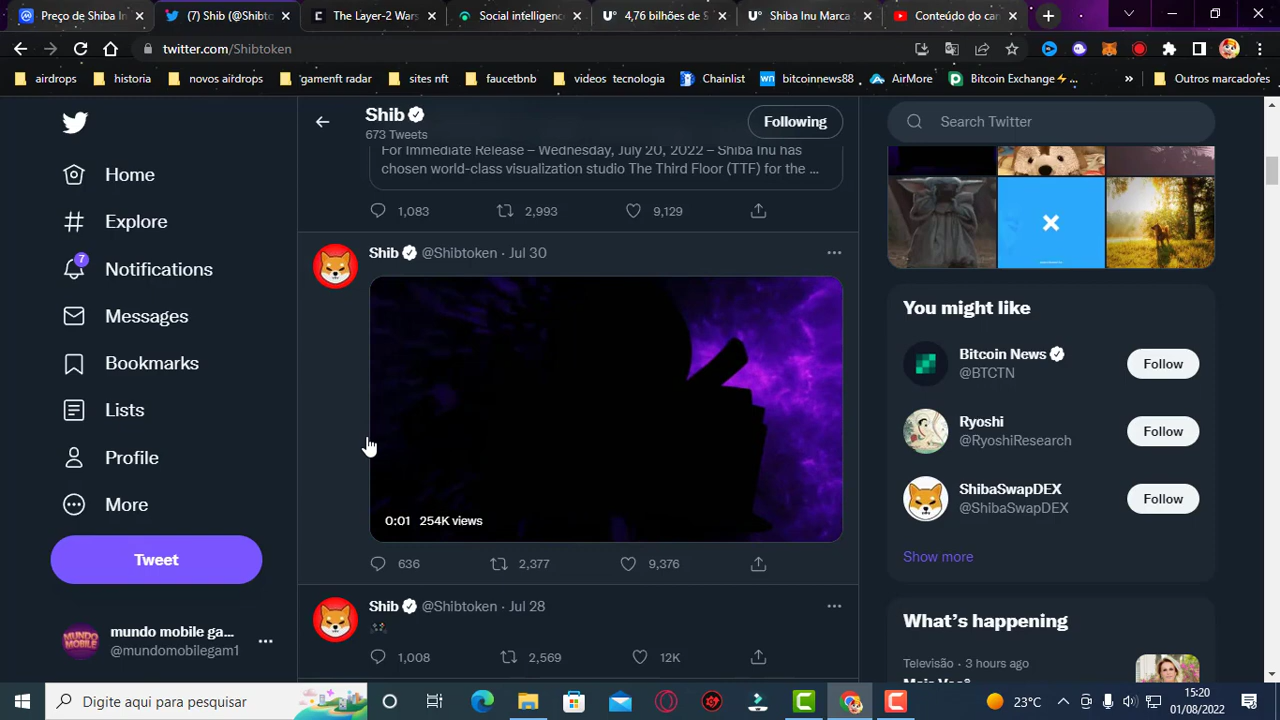 Preço de Shiba In
(7) Shib (@Shibto
The Layer-2 Wars
Social intelligenc
4,76 bilhões de S
Shiba Inu Marca
Conteúdo do can
twitter.com/Shibtoken
airdrops
historia
novos airdrops
gamenft radar
sites nft
faucetbnb
videos tecnologia
Chainlist
bitcoinnews88
AirMore
Bitcoin Exchange⚡...
»
Outros marcadores
Home
Explore
7
Notifications
Messages
Bookmarks
Lists
Profile
More
Tweet
mundo mobile ga...
@mundomobilegam1
Shib
673 Tweets
Following
For Immediate Release – Wednesday, July 20, 2022 – Shiba Inu has
chosen world-class visualization studio The Third Floor (TTF) for the ...
1,083 2,993 9,129
Shib @Shibtoken · Jul 30
0:01 254K views
636 2,377 9,376
Shib @Shibtoken · Jul 28
1,008 2,569 12K
Search Twitter
You might like
Bitcoin News
@BTCTN
Follow
Ryoshi
@RyoshiResearch
Follow
ShibaSwapDEX
@ShibaSwapDEX
Follow
Show more
What's happening
Televisão · 3 hours ago
Digite aqui para pesquisar
23°C
15:20
01/08/2022